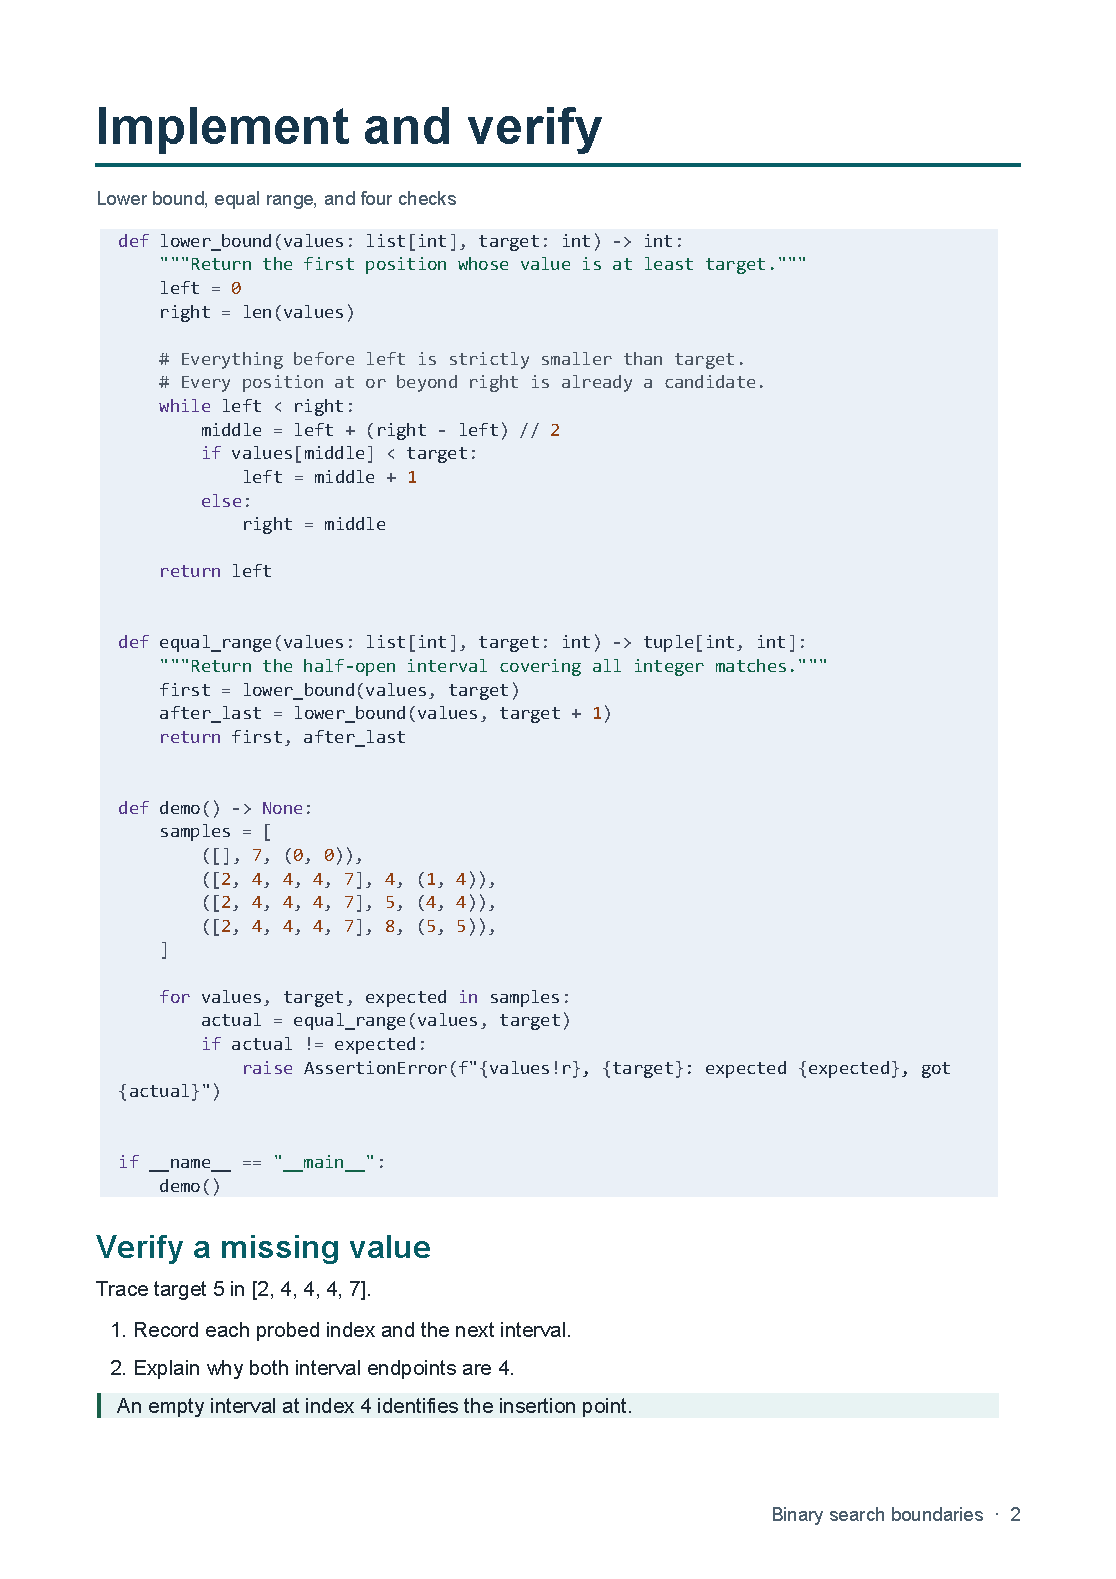 Implement and verify
Lower bound, equal range, and four checks
def lower_bound(values: list[int], target: int) -> int:
    """Return the first position whose value is at least target."""
    left = 0
    right = len(values)

    # Everything before left is strictly smaller than target.
    # Every position at or beyond right is already a candidate.
    while left < right:
        middle = left + (right - left) // 2
        if values[middle] < target:
            left = middle + 1
        else:
            right = middle

    return left


def equal_range(values: list[int], target: int) -> tuple[int, int]:
    """Return the half-open interval covering all integer matches."""
    first = lower_bound(values, target)
    after_last = lower_bound(values, target + 1)
    return first, after_last


def demo() -> None:
    samples = [
        ([], 7, (0, 0)),
        ([2, 4, 4, 4, 7], 4, (1, 4)),
        ([2, 4, 4, 4, 7], 5, (4, 4)),
        ([2, 4, 4, 4, 7], 8, (5, 5)),
    ]

    for values, target, expected in samples:
        actual = equal_range(values, target)
        if actual != expected:
            raise AssertionError(f"{values!r}, {target}: expected {expected}, got
{actual}")


if __name__ == "__main__":
    demo()
Verify a missing value
Trace target 5 in [2, 4, 4, 4, 7].
1. Record each probed index and the next interval.
2. Explain why both interval endpoints are 4.
An empty interval at index 4 identifies the insertion point.
Binary search boundaries · 2